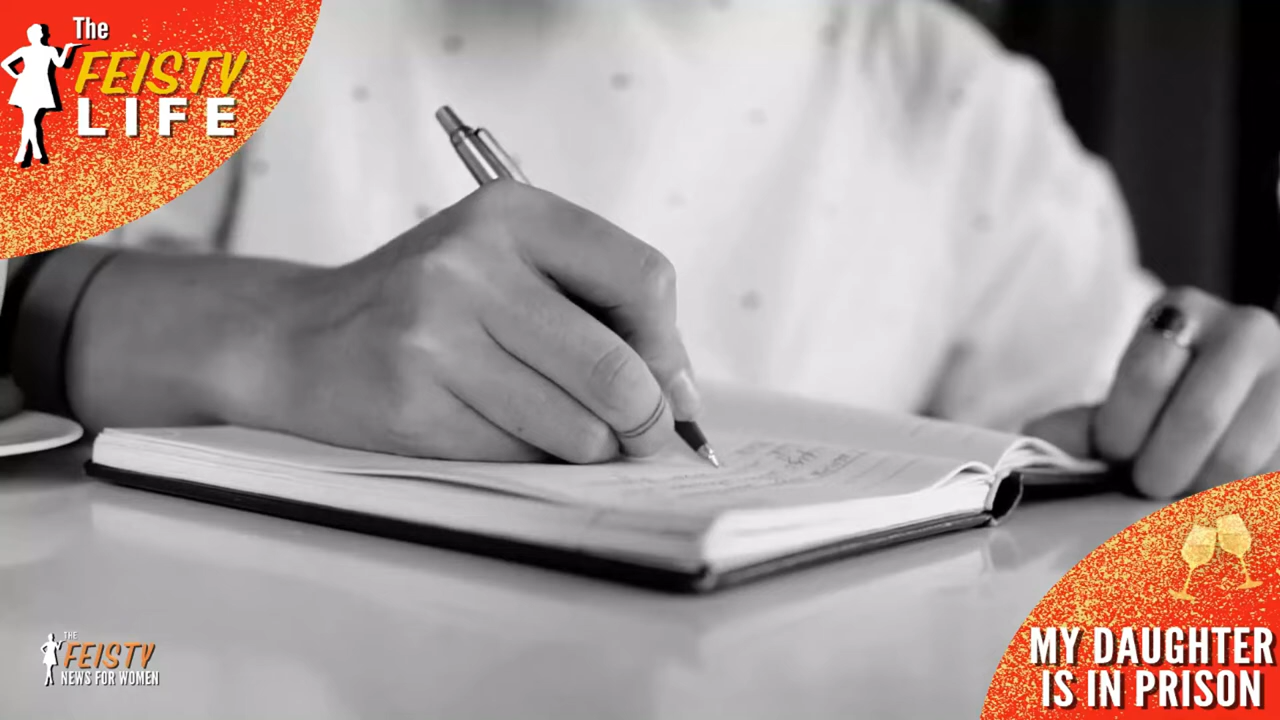 The
FEISTY
LIFE
THE
FEISTY
NEWS FOR WOMEN
MY DAUGHTER
IS IN PRISON